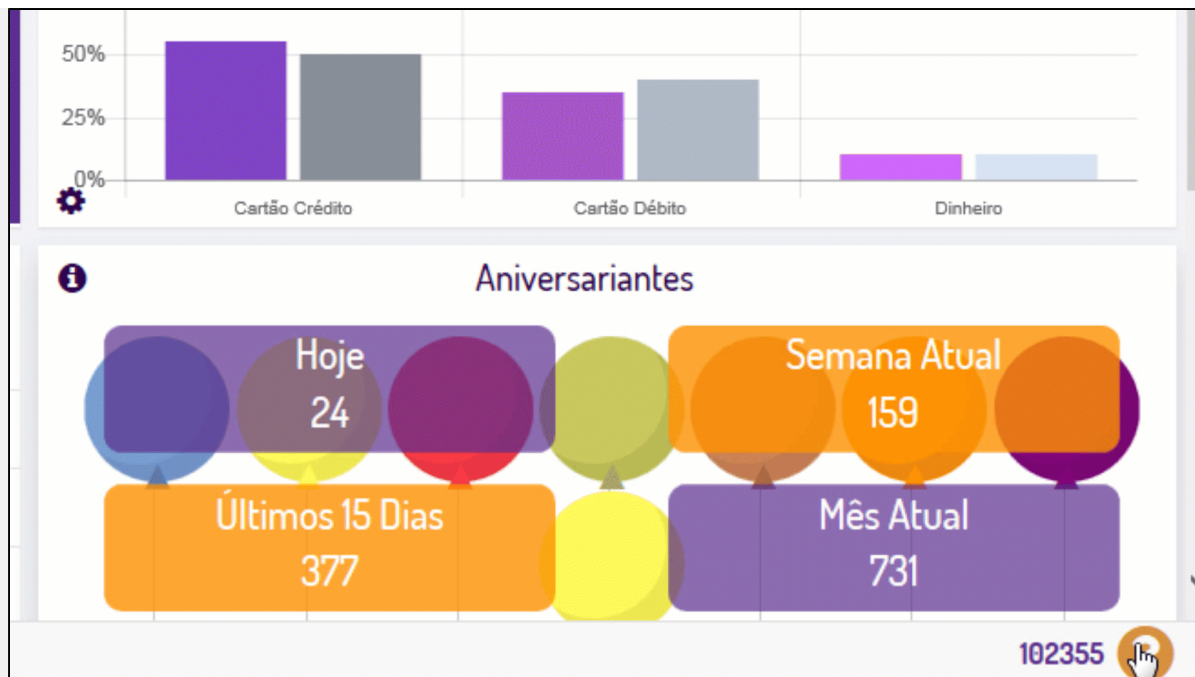 50%
25%
0%
Cartão Crédito
Cartão Débito
Dinheiro
Aniversariantes
Hoje
24
Semana Atual
159
Últimos 15 Dias
377
Mês Atual
731
102355